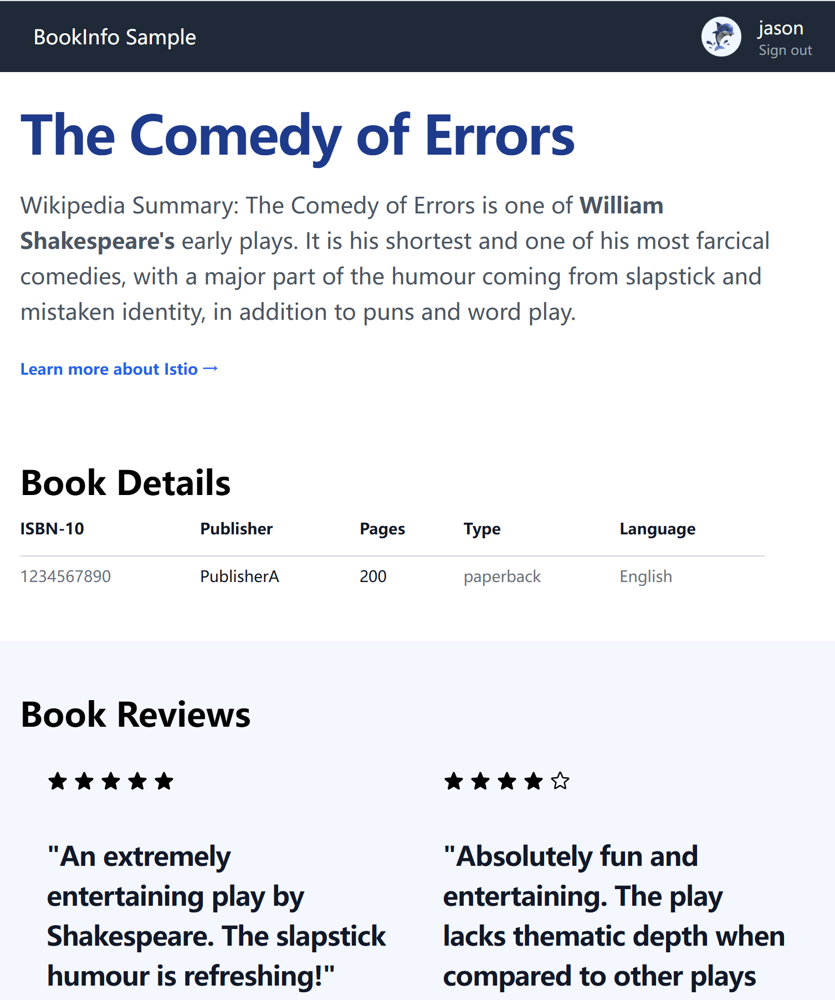 BookInfo Sample
jason
Sign out
The Comedy of Errors
Wikipedia Summary: The Comedy of Errors is one of William
Shakespeare's early plays. It is his shortest and one of his most farcical
comedies, with a major part of the humour coming from slapstick and
mistaken identity, in addition to puns and word play.
Learn more about Istio →
Book Details
ISBN-10 Publisher Pages Type Language
1234567890 PublisherA 200 paperback English
Book Reviews
"An extremely
entertaining play by
Shakespeare. The slapstick
humour is refreshing!"
"Absolutely fun and
entertaining. The play
lacks thematic depth when
compared to other plays